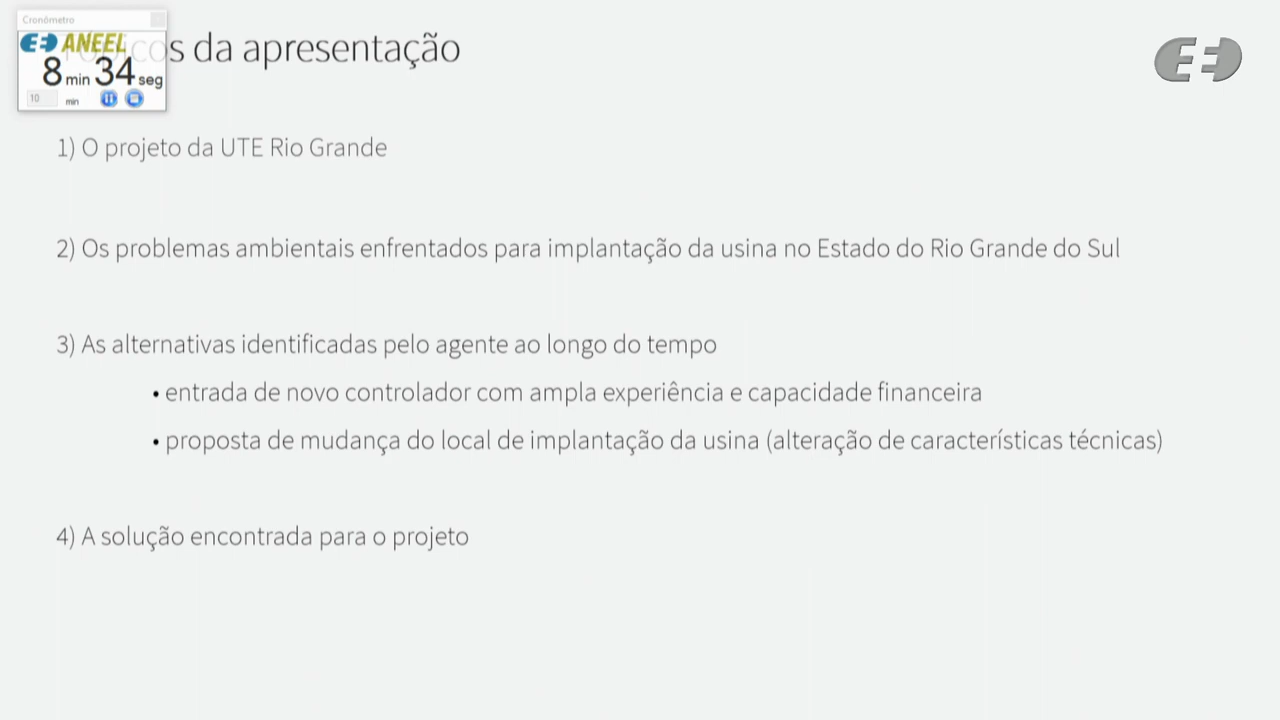 Cronômetro
ANEEL
8 min 34 seg
10 min
os da apresentação
1) O projeto da UTE Rio Grande
2) Os problemas ambientais enfrentados para implantação da usina no Estado do Rio Grande do Sul
3) As alternativas identificadas pelo agente ao longo do tempo
• entrada de novo controlador com ampla experiência e capacidade financeira
• proposta de mudança do local de implantação da usina (alteração de características técnicas)
4) A solução encontrada para o projeto